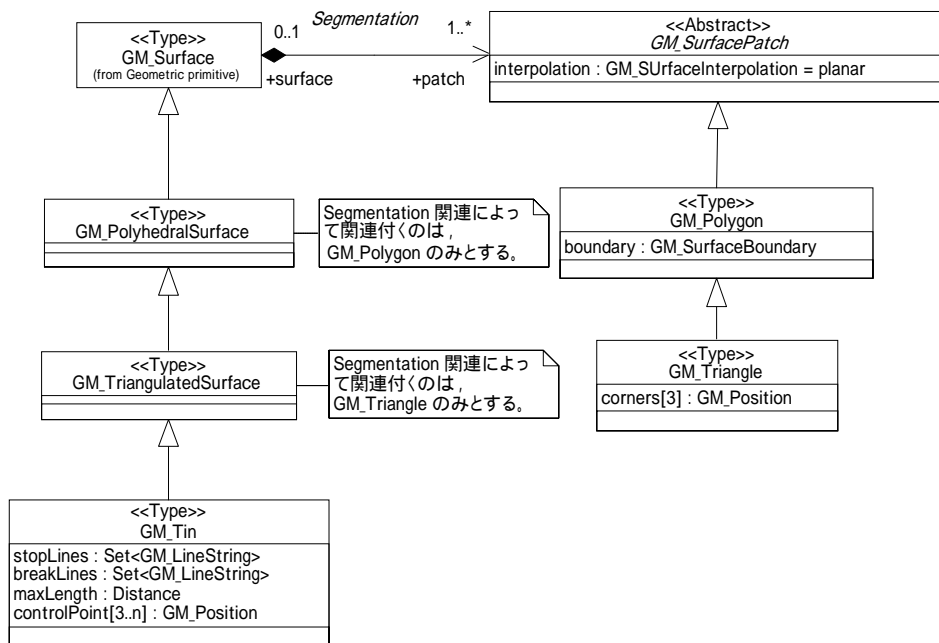 Segmentation
<<Type>>
GM_Surface
(from Geometric primitive)
0..1
+surface
1..*
+patch
<<Abstract>>
GM_SurfacePatch
interpolation : GM_SUrfaceInterpolation = planar
<<Type>>
GM_PolyhedralSurface
Segmentation 関連によっ
て関連付くのは，
GM_Polygon のみとする。
<<Type>>
GM_Polygon
boundary : GM_SurfaceBoundary
<<Type>>
GM_TriangulatedSurface
Segmentation 関連によっ
て関連付くのは，
GM_Triangle のみとする。
<<Type>>
GM_Triangle
corners[3] : GM_Position
<<Type>>
GM_Tin
stopLines : Set<GM_LineString>
breakLines : Set<GM_LineString>
maxLength : Distance
controlPoint[3..n] : GM_Position